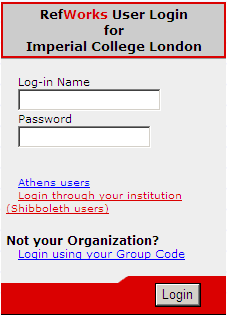 RefWorks User Login
for
Imperial College London
Log-in Name
Password
Athens users
Login through your institution
(Shibboleth users)
Not your Organization?
Login using your Group Code
Login